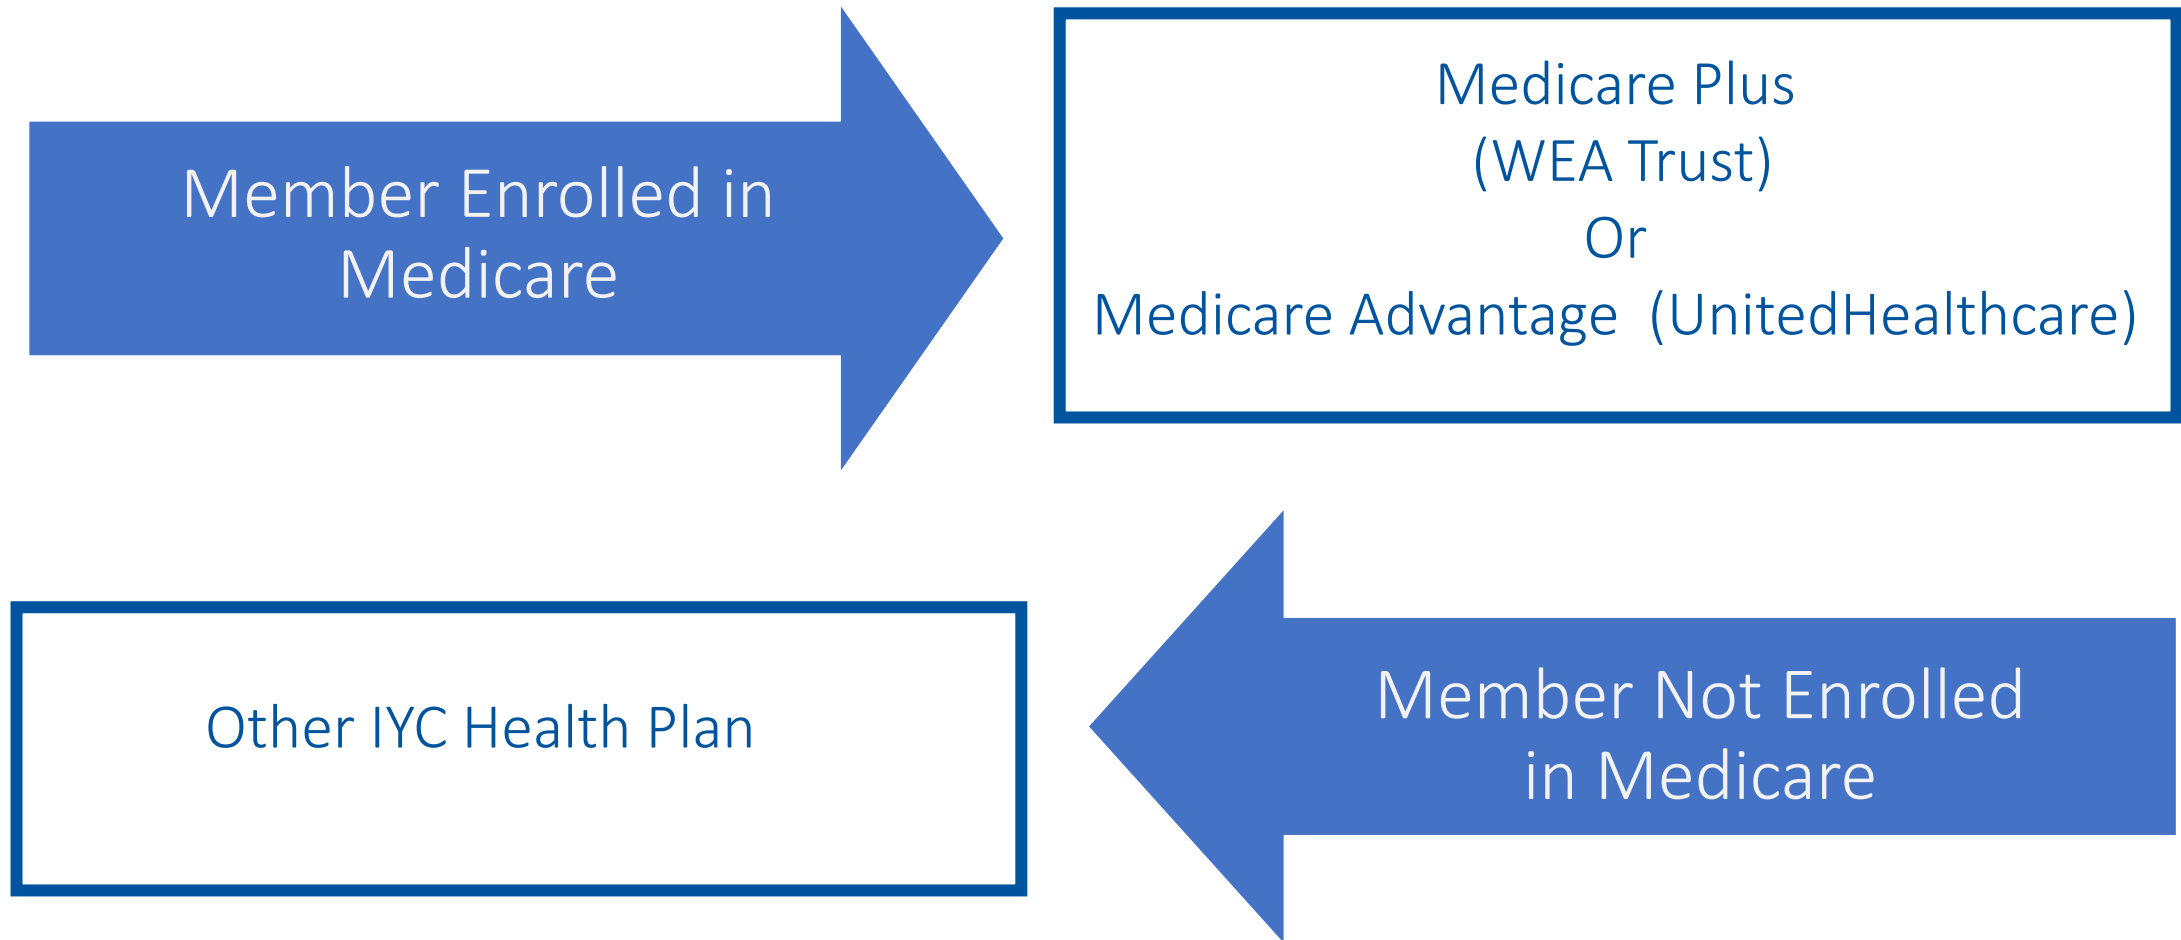 Member Enrolled in
Medicare
Medicare Plus
(WEA Trust)
Or
Medicare Advantage  (UnitedHealthcare)
Other IYC Health Plan
Member Not Enrolled
in Medicare